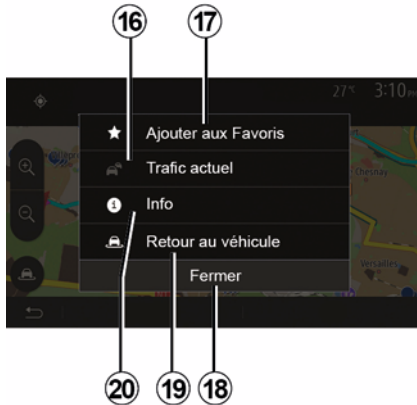 16 17
27°C 3:10
Ajouter aux Favoris
Trafic actuel
Chesnay
Info
Retour au véhicule
Versailles
Fermer
20 19 18